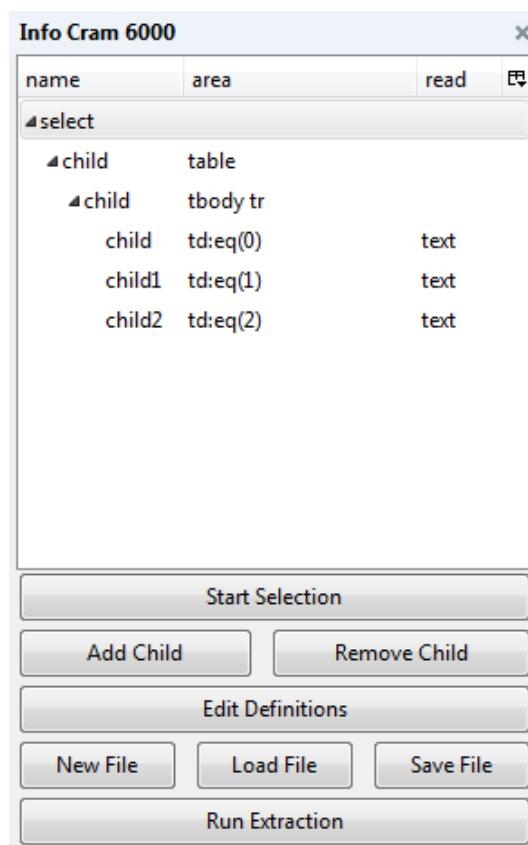 Info Cram 6000
name area read
select
child table
child tbody tr
child td:eq(0) text
child1 td:eq(1) text
child2 td:eq(2) text
Start Selection
Add Child Remove Child
Edit Definitions
New File Load File Save File
Run Extraction